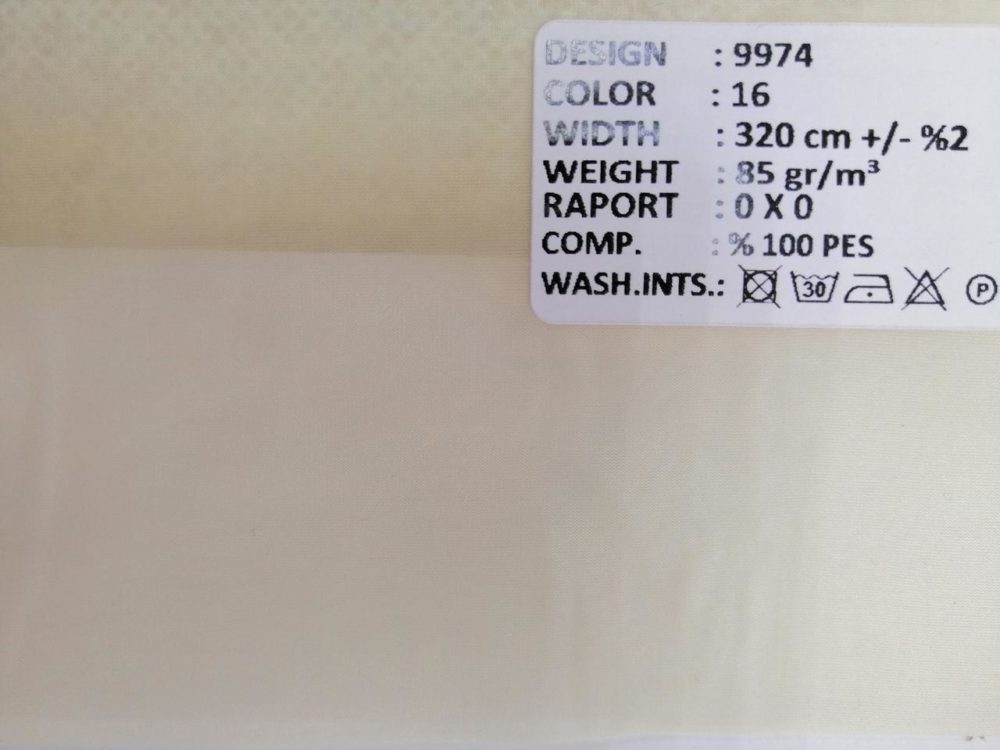 DESIGN : 9974
COLOR : 16
WIDTH : 320 cm +/- %2
WEIGHT : 85 gr/m³
RAPORT : 0 X 0
COMP. : % 100 PES
WASH.INTS.: 30 P